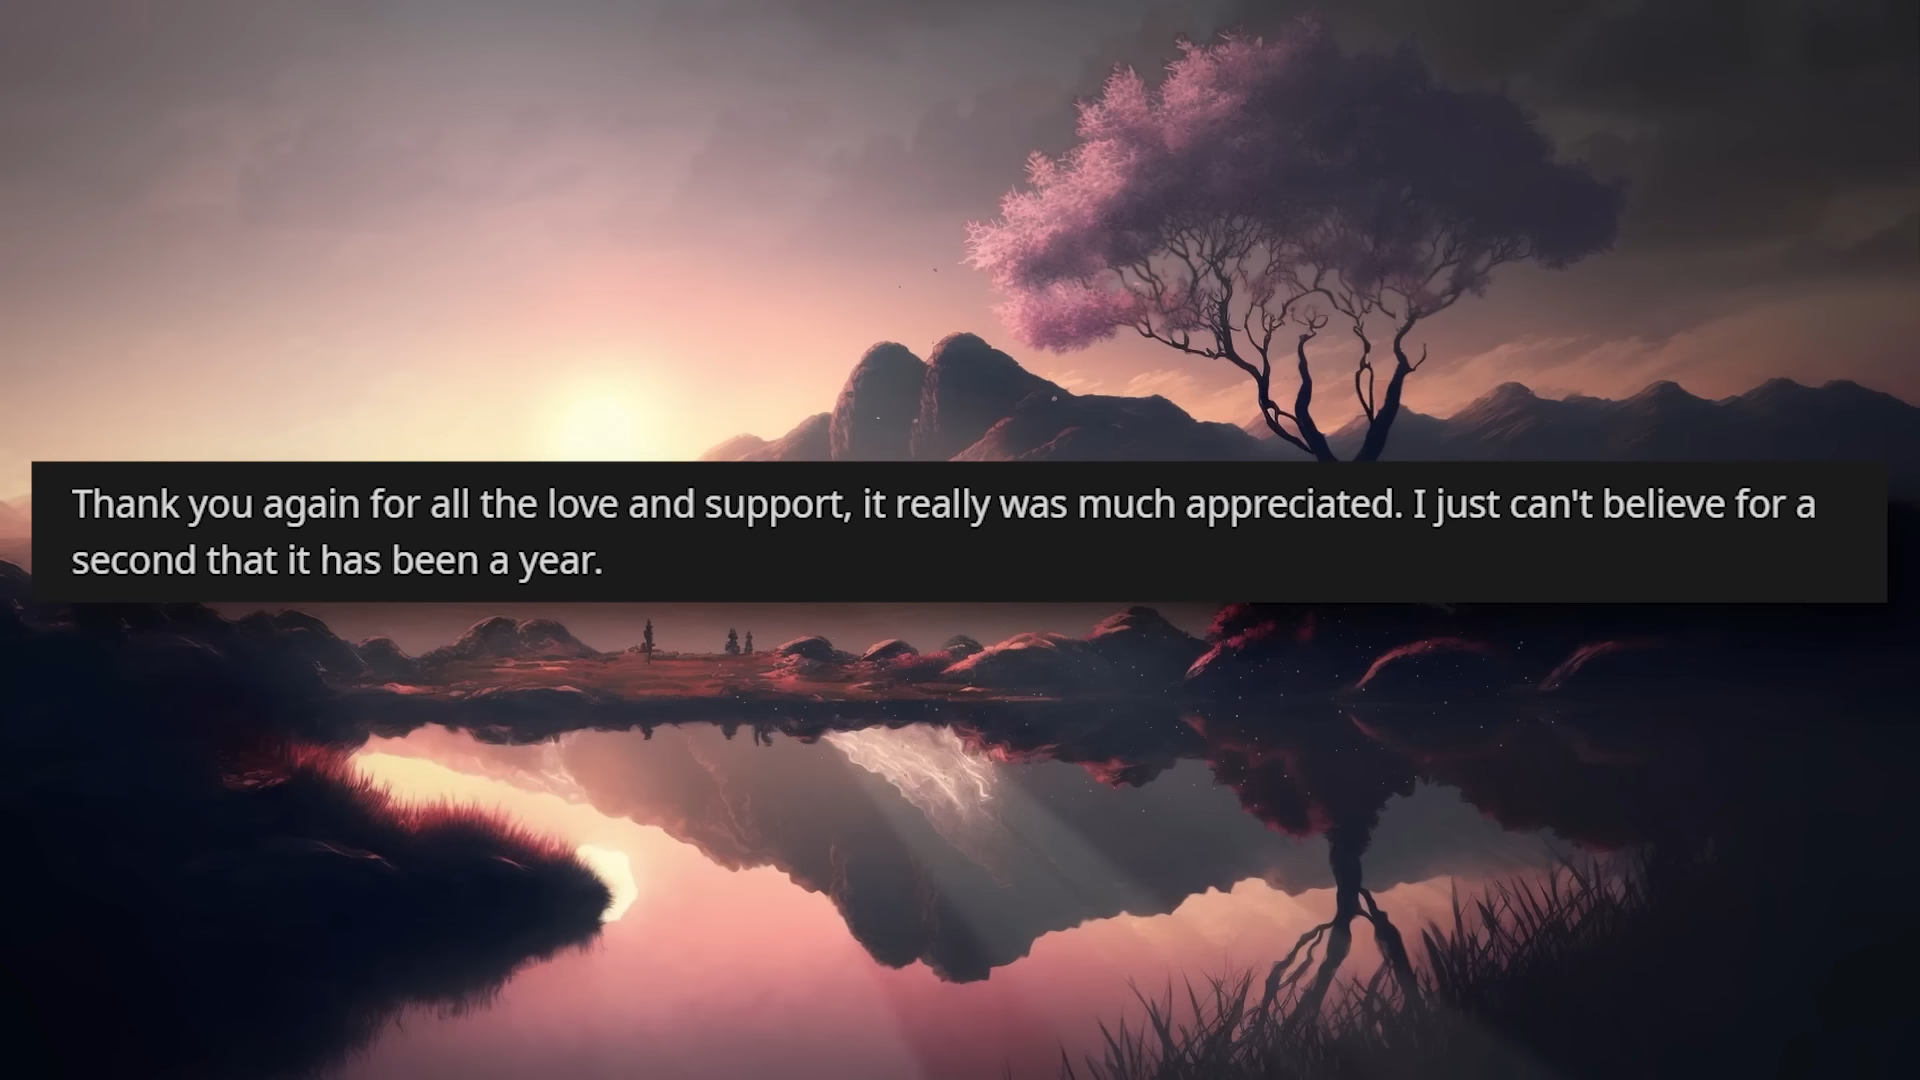 Thank you again for all the love and support, it really was much appreciated. I just can't believe for a
second that it has been a year.